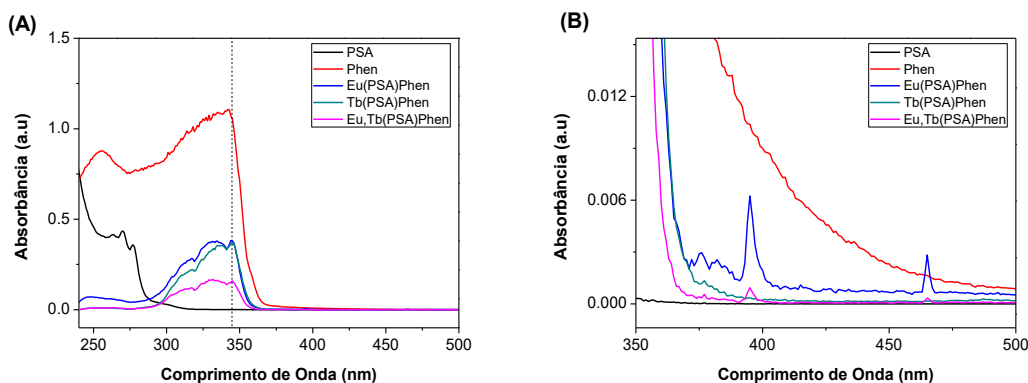 (A)
Absorbância (a.u)
1.5
1.0
0.5
0.0
250
300
350
400
450
500
Comprimento de Onda (nm)
PSA
Phen
Eu(PSA)Phen
Tb(PSA)Phen
Eu,Tb(PSA)Phen
(B)
Absorbância (a.u)
0.012
0.006
0.000
350
400
450
500
Comprimento de Onda (nm)
PSA
Phen
Eu(PSA)Phen
Tb(PSA)Phen
Eu,Tb(PSA)Phen